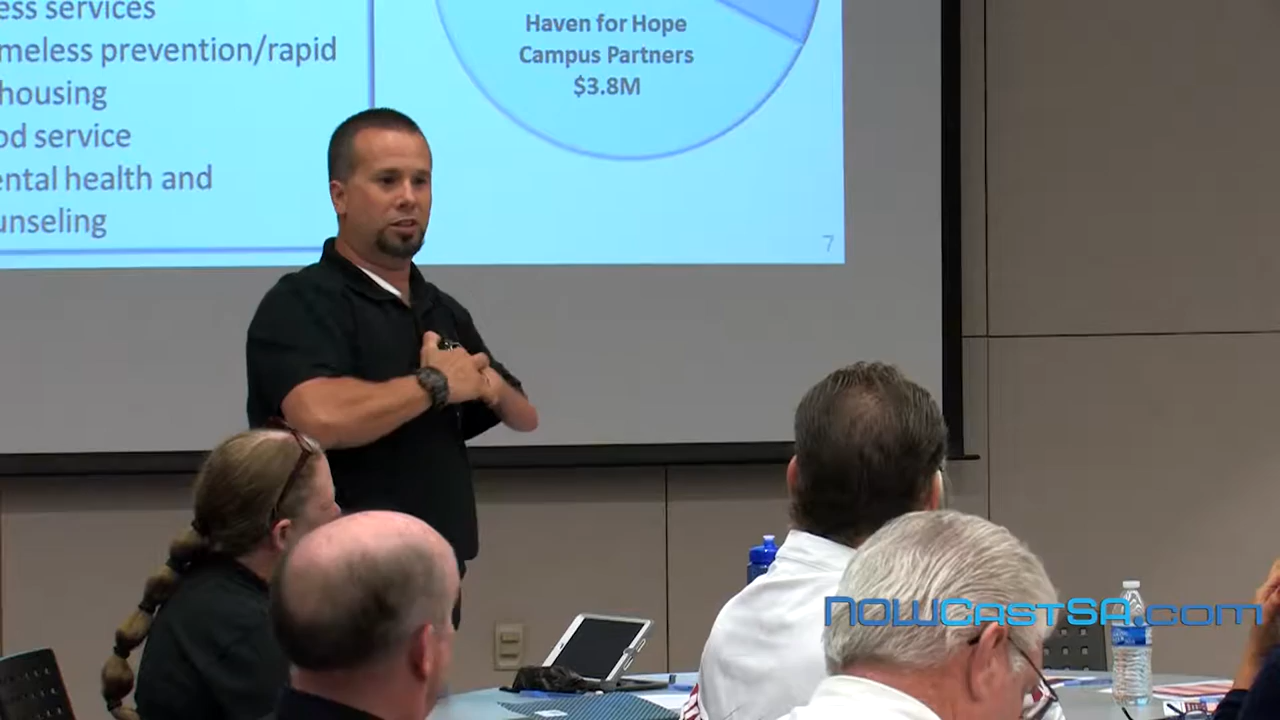 ess services
meless prevention/rapid
housing
od service
ental health and
unseling
Haven for Hope
Campus Partners
$3.8M
7
NOWCastSA.com